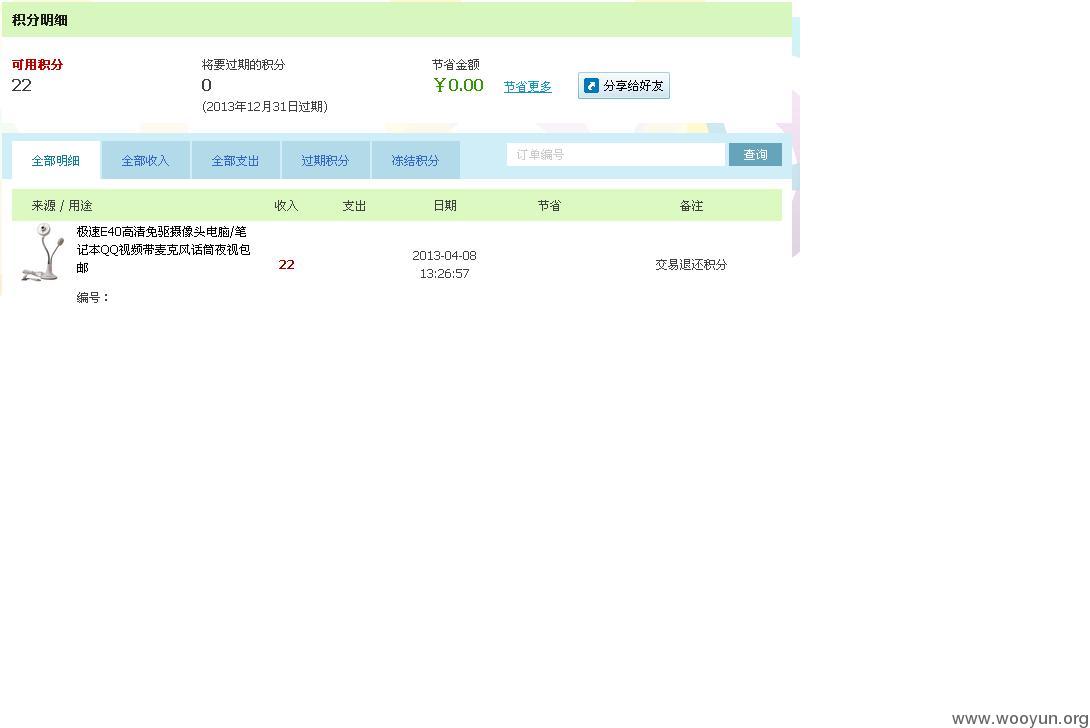 积分明细
可用积分 将要过期的积分 节省金额
22 0 ¥0.00 节省更多 分享给好友
(2013年12月31日过期)
全部明细 全部收入 全部支出 过期积分 冻结积分 订单编号 查询
来源 / 用途 收入 支出 日期 节省 备注
极速E40高清免驱摄像头电脑/笔
记本QQ视频带麦克风话筒夜视包
邮
22
2013-04-08
13:26:57
交易退还积分
编号：
www.wooyun.org